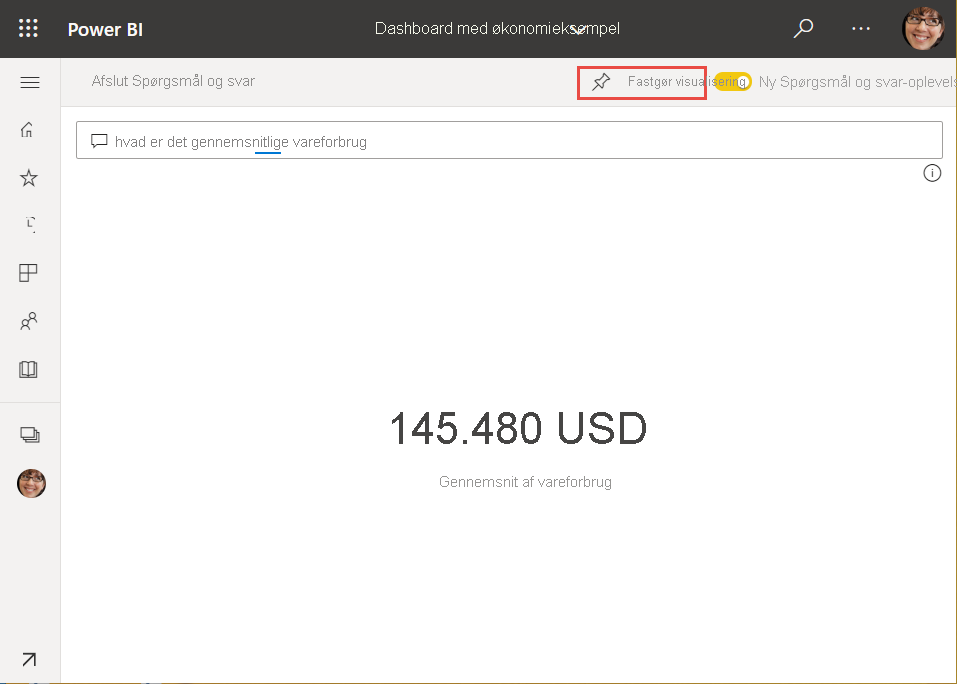 Power BI
Dashboard med økonomieksempel
Afslut Spørgsmål og svar
Fastgør visualisering
Ny Spørgsmål og svar-oplevels
hvad er det gennemsnitlige vareforbrug
145.480 USD
Gennemsnit af vareforbrug